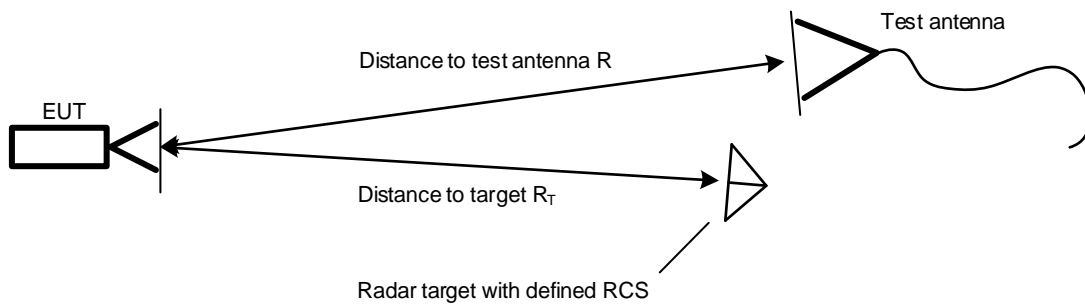 Test antenna
Distance to test antenna R
EUT
Distance to target R_T
Radar target with defined RCS